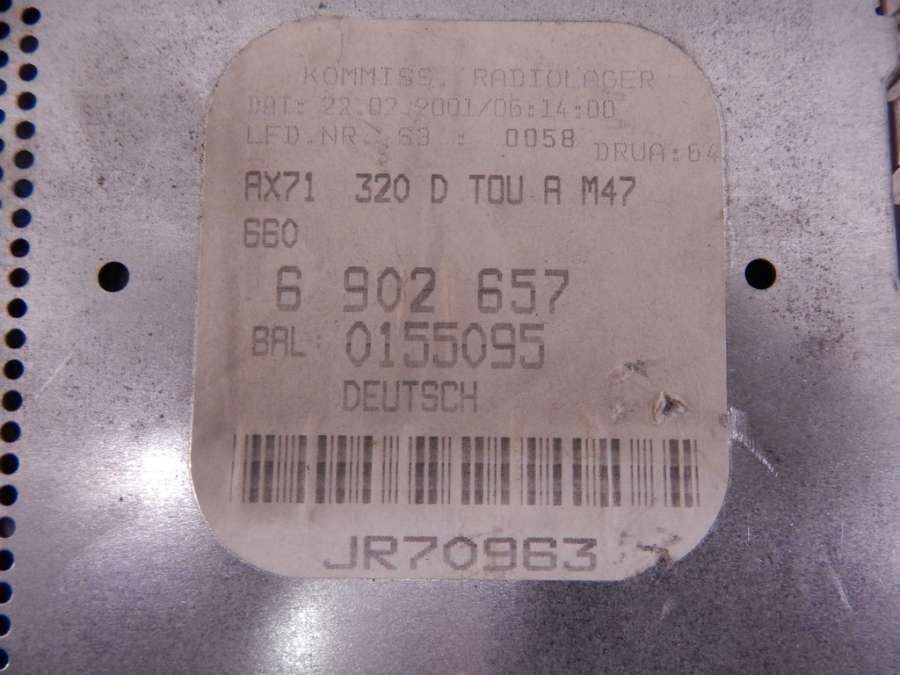 KOMMISS. RADIOLAGER
DAT: 22.02.2001/06:14:00
LFD.NR. 53 : 0058
DRUA:64
AX71 320 D TOU A M47
660
6 902 657
BAL: 0155095
DEUTSCH
JR70963